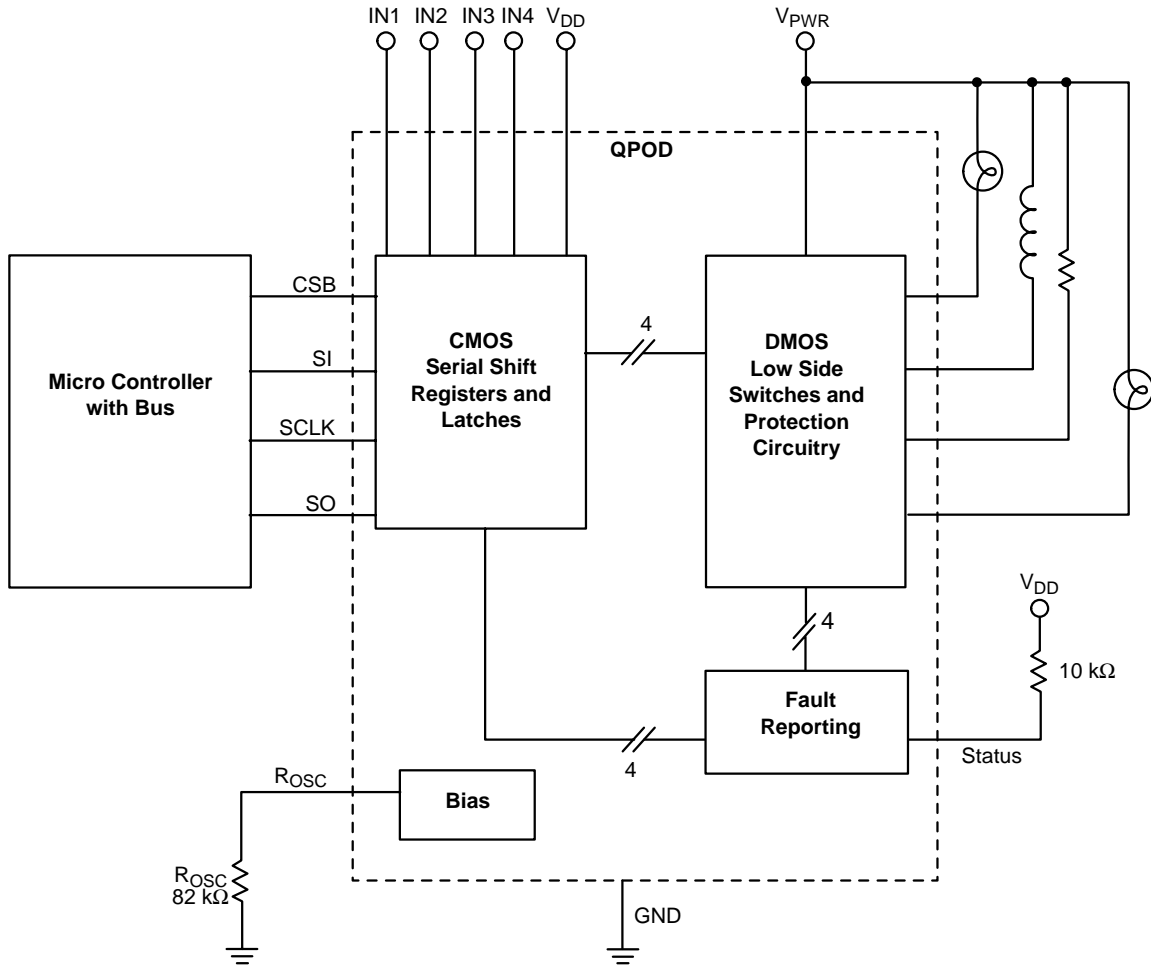 IN1 IN2 IN3 IN4 VDD
VPWR
QPOD
CSB
SI
SCLK
SO
Micro Controller
with Bus
CMOS
Serial Shift
Registers and
Latches
4
DMOS
Low Side
Switches and
Protection
Circuitry
4
VDD
10 kΩ
Fault
Reporting
Status
4
ROSC
Bias
ROSC
82 kΩ
GND